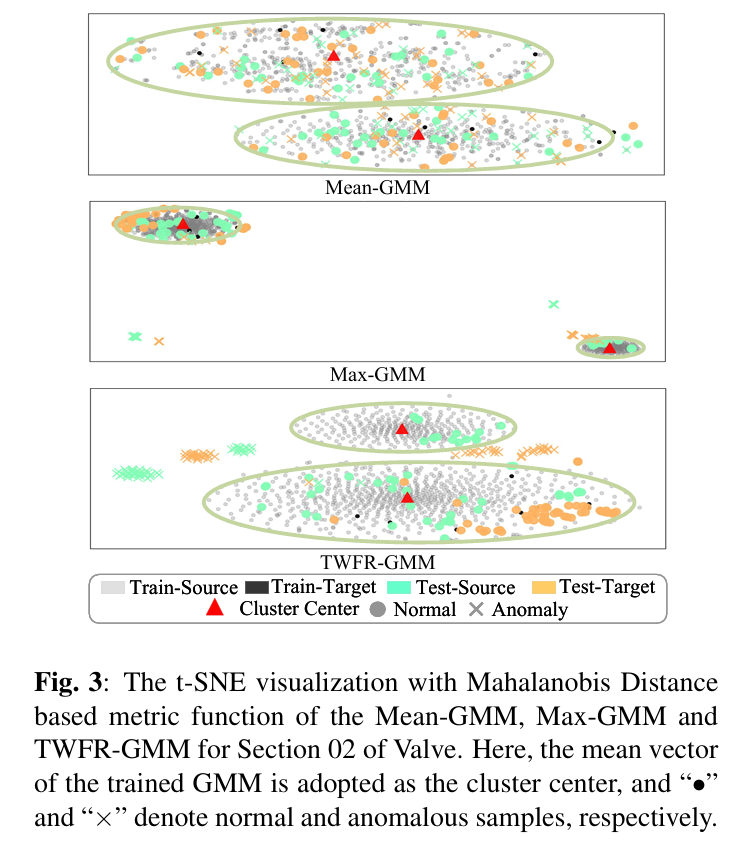 Mean-GMM
Max-GMM
TWFR-GMM
Train-Source Train-Target Test-Source Test-Target
Cluster Center Normal Anomaly
Fig. 3: The t-SNE visualization with Mahalanobis Distance
based metric function of the Mean-GMM, Max-GMM and
TWFR-GMM for Section 02 of Valve. Here, the mean vector
of the trained GMM is adopted as the cluster center, and “•”
and “×” denote normal and anomalous samples, respectively.